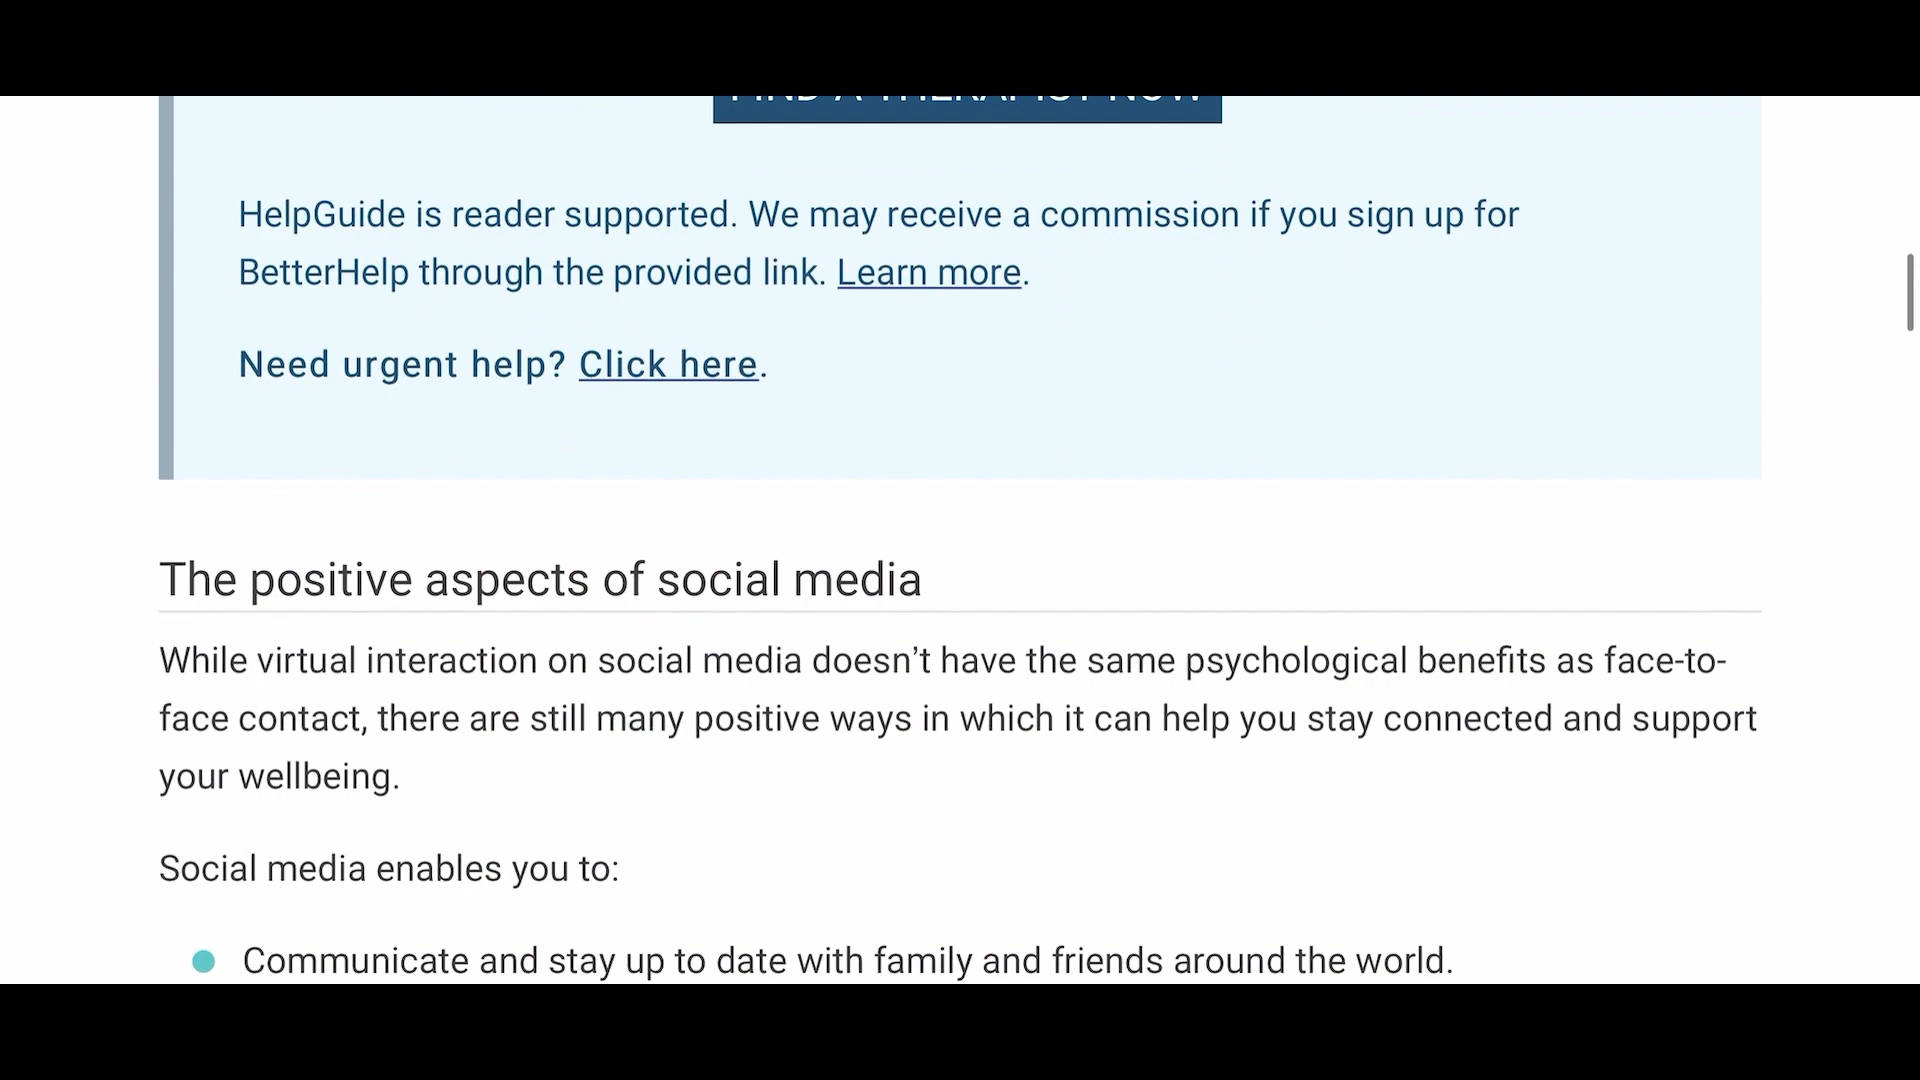 FIND A THERAPIST NOW
HelpGuide is reader supported. We may receive a commission if you sign up for
BetterHelp through the provided link. Learn more.
Need urgent help? Click here.
The positive aspects of social media
While virtual interaction on social media doesn’t have the same psychological benefits as face-to-
face contact, there are still many positive ways in which it can help you stay connected and support
your wellbeing.
Social media enables you to:
Communicate and stay up to date with family and friends around the world.